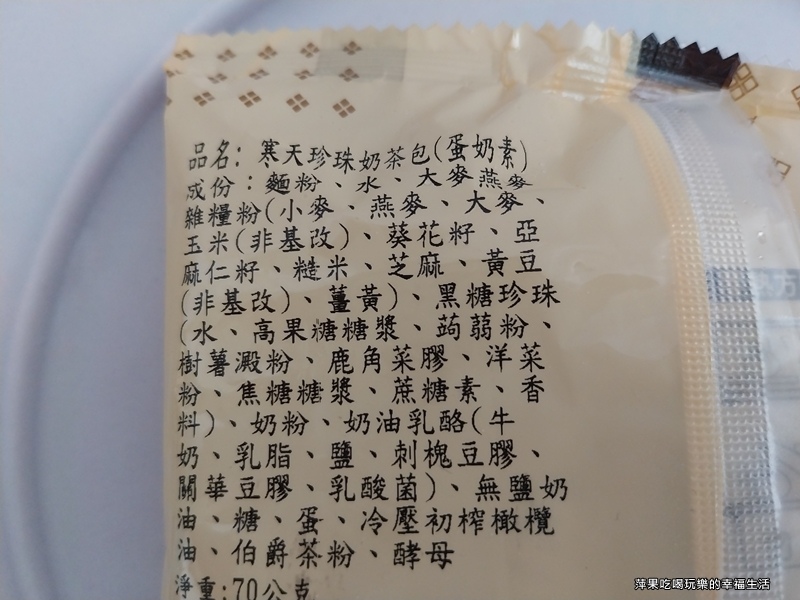 品名：寒天珍珠奶茶包(蛋奶素)
成份：麵粉、水、大麥燕麥
雜糧粉(小麥、燕麥、大麥、
玉米(非基改)、葵花籽、亞
麻仁籽、糙米、芝麻、黃豆
(非基改)、薑黃)、黑糖珍珠
(水、高果糖糖漿、蒟蒻粉、
樹薯澱粉、鹿角菜膠、洋菜
粉、焦糖糖漿、蔗糖素、香
料)、奶粉、奶油乳酪(牛
奶、乳脂、鹽、刺槐豆膠、
關華豆膠、乳酸菌)、無鹽奶
油、糖、蛋、冷壓初榨橄欖
油、伯爵茶粉、酵母
淨重:70公克
萍果吃喝玩樂的幸福生活